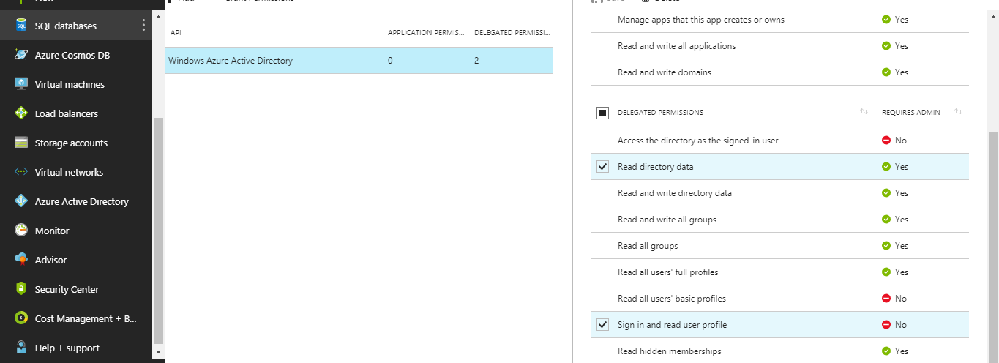 SQL databases
Azure Cosmos DB
Virtual machines
Load balancers
Storage accounts
Virtual networks
Azure Active Directory
Monitor
Advisor
Security Center
Cost Management + B...
Help + support
API APPLICATION PERMIS... DELEGATED PERMISSI...
Windows Azure Active Directory 0 2
Manage apps that this app creates or owns Yes
Read and write all applications Yes
Read and write domains Yes
DELEGATED PERMISSIONS REQUIRES ADMIN
Access the directory as the signed-in user No
Read directory data Yes
Read and write directory data Yes
Read and write all groups Yes
Read all groups Yes
Read all users' full profiles Yes
Read all users' basic profiles No
Sign in and read user profile No
Read hidden memberships Yes